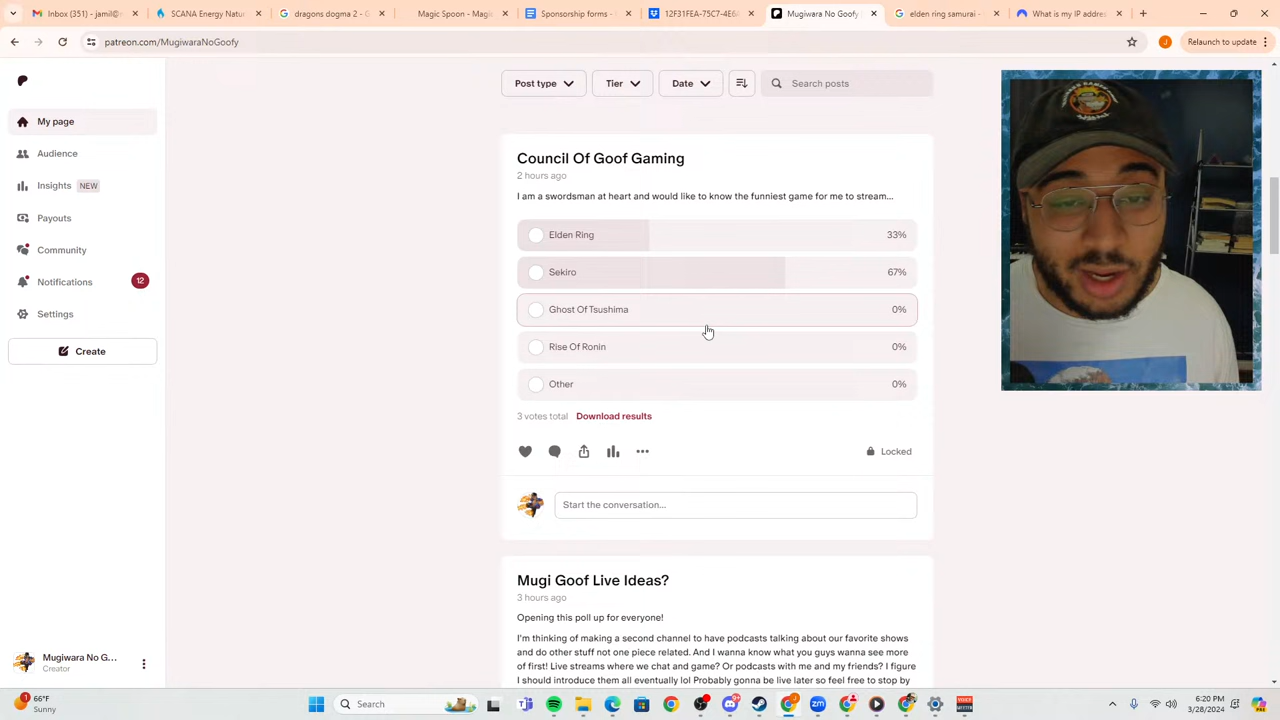 Inbox (351) - jamil@
SCANA Energy Natu
dragons dogma 2 - G
Magic Spoon - Magi
Sponsorship forms -
12F31FEA-75C7-4E6
Mugiwara No Goofy
elden ring samurai -
What is my IP addre
patreon.com/MugiwaraNoGoofy
Relaunch to update
My page
Audience
Insights NEW
Payouts
Community
Notifications 12
Settings
Create
Post type
Tier
Date
Search posts
Council Of Goof Gaming
2 hours ago
I am a swordsman at heart and would like to know the funniest game for me to stream...
Elden Ring 33%
Sekiro 67%
Ghost Of Tsushima 0%
Rise Of Ronin 0%
Other 0%
3 votes total Download results
Locked
Start the conversation...
Mugi Goof Live Ideas?
3 hours ago
Opening this poll up for everyone!
I'm thinking of making a second channel to have podcasts talking about our favorite shows
and do other stuff not one piece related. And I wanna know what you guys wanna see more
of first! Live streams where we chat and game? Or podcasts with me and my friends? I figure
I should introduce them all eventually lol Probably gonna be live later so feel free to stop by
Mugiwara No G...
Creator
66°F
Sunny
Search
6:20 PM
3/28/2024